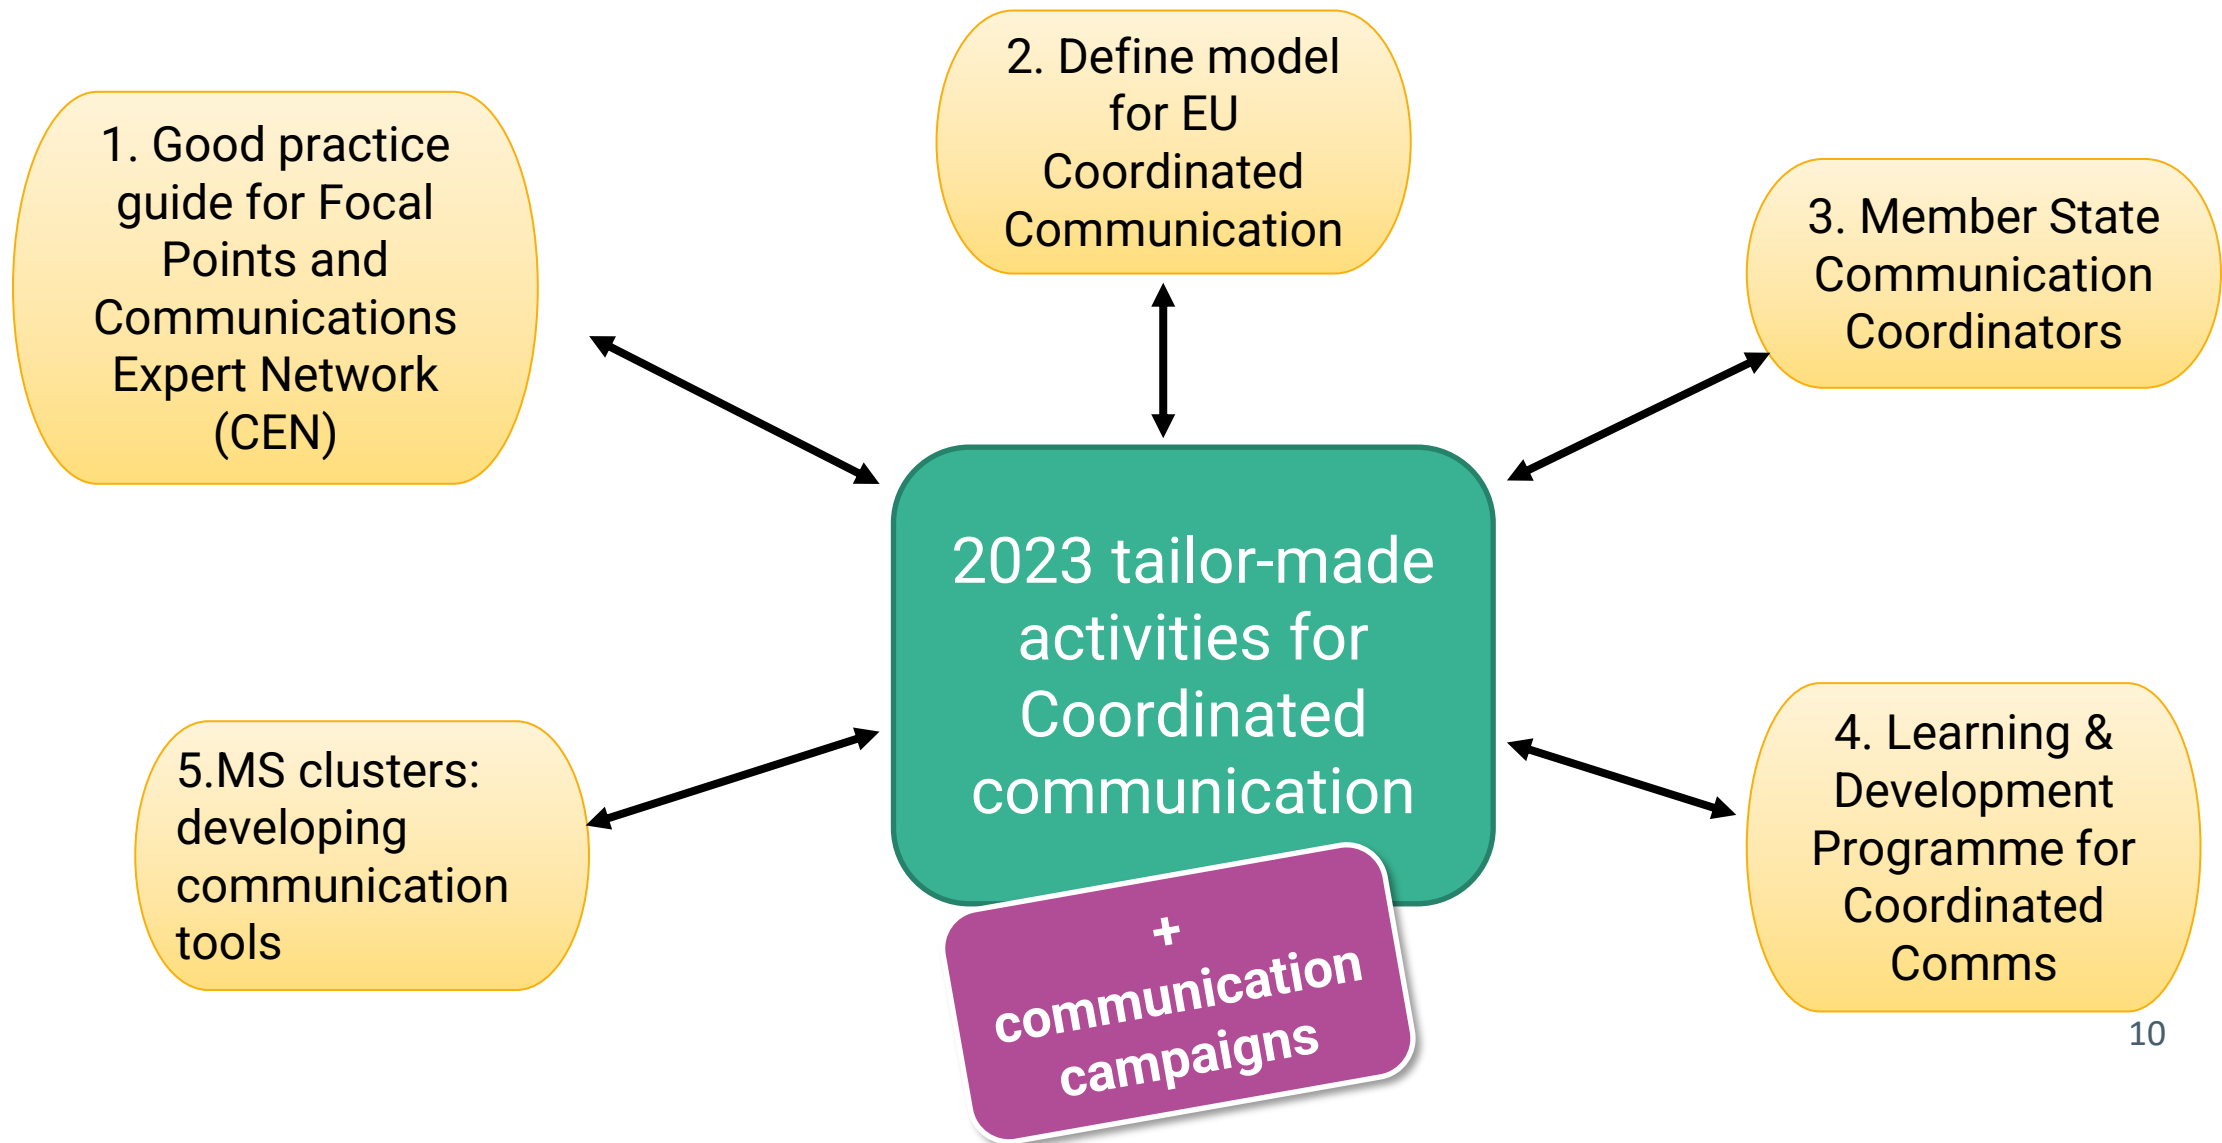 1. Good practice
guide for Focal
Points and
Communications
Expert Network
(CEN)
2. Define model
for EU
Coordinated
Communication
3. Member State
Communication
Coordinators
2023 tailor-made
activities for
Coordinated
communication
+
communication
campaigns
4. Learning &
Development
Programme for
Coordinated
Comms
5.MS clusters:
developing
communication
tools
10